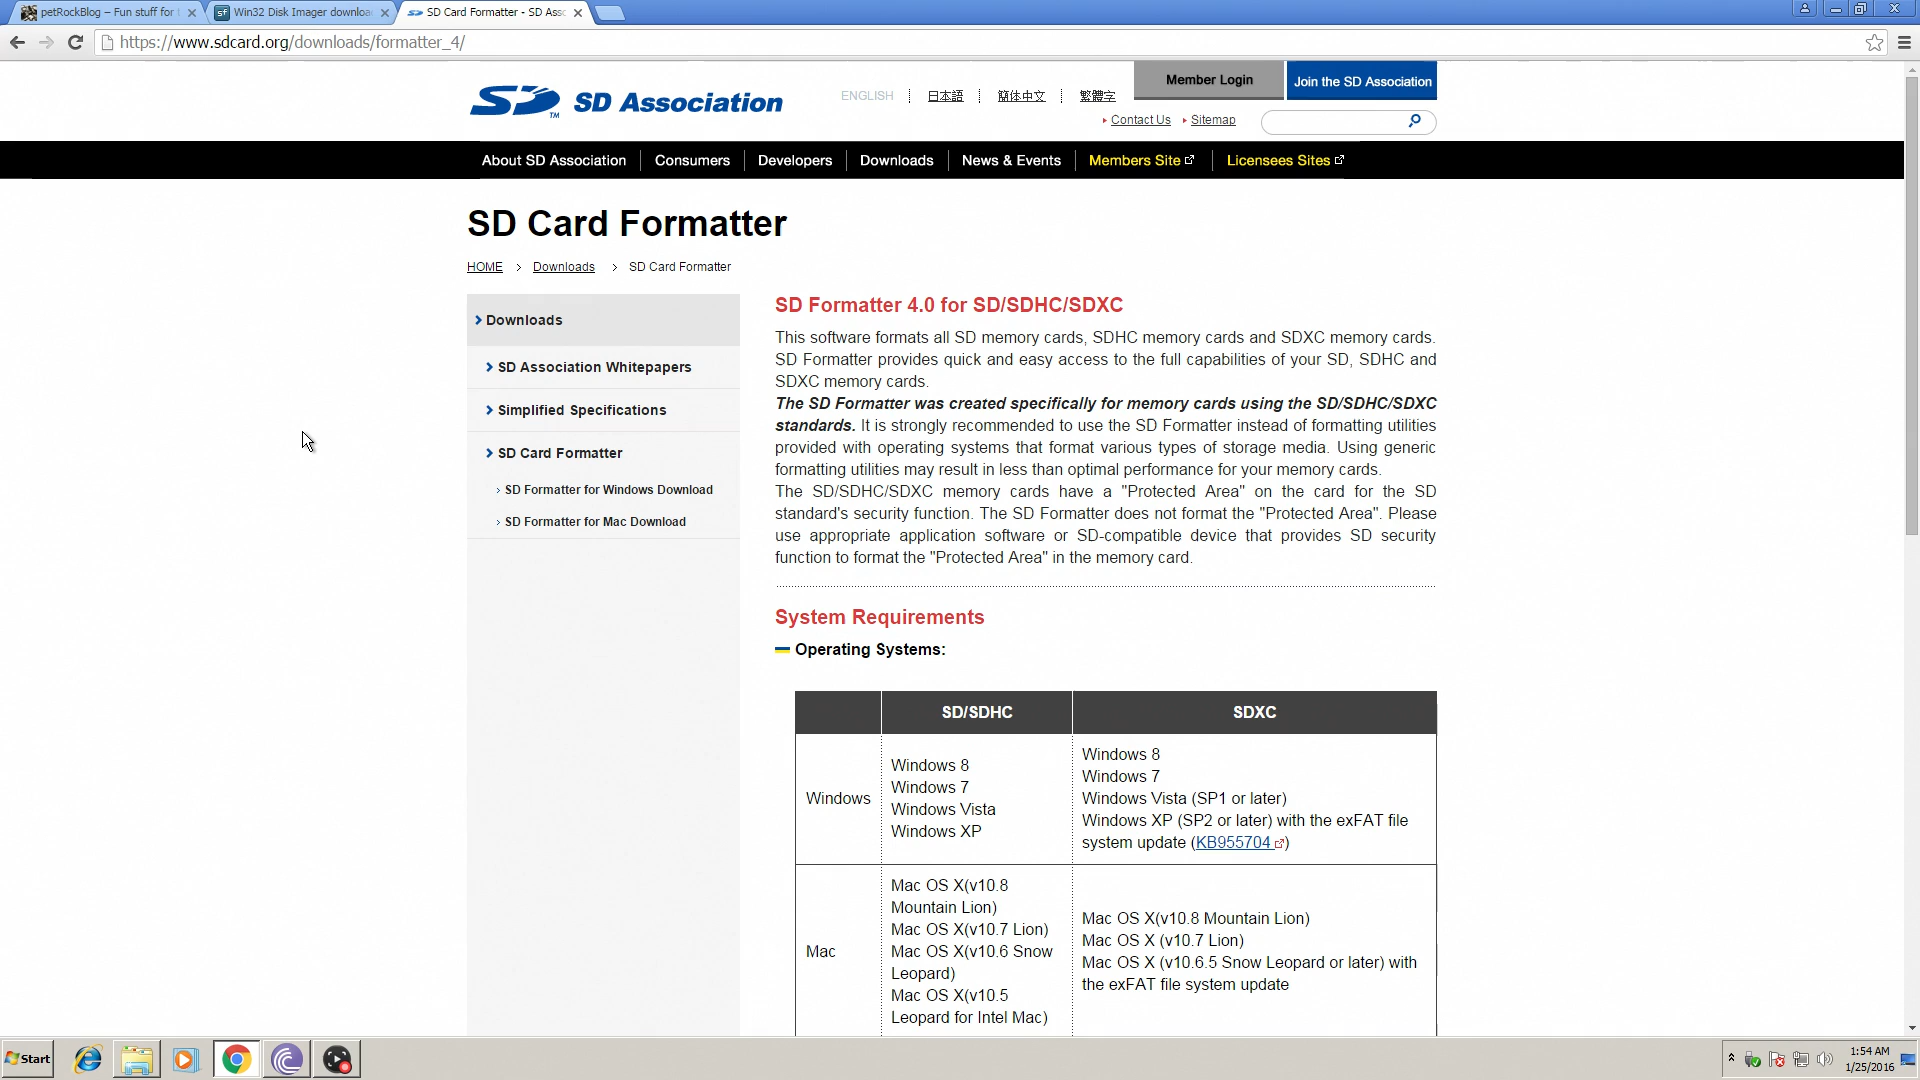 petRockBlog – Fun stuff for
Win32 Disk Imager download
SD Card Formatter - SD Ass
https://www.sdcard.org/downloads/formatter_4/
SD TM SD Association
ENGLISH 日本語 簡体中文 繁體字
Member Login
Join the SD Association
Contact Us Sitemap
About SD Association Consumers Developers Downloads News & Events Members Site Licensees Sites
SD Card Formatter
HOME > Downloads > SD Card Formatter
Downloads
SD Association Whitepapers
Simplified Specifications
SD Card Formatter
SD Formatter for Windows Download
SD Formatter for Mac Download
SD Formatter 4.0 for SD/SDHC/SDXC
This software formats all SD memory cards, SDHC memory cards and SDXC memory cards.
SD Formatter provides quick and easy access to the full capabilities of your SD, SDHC and
SDXC memory cards.
The SD Formatter was created specifically for memory cards using the SD/SDHC/SDXC
standards. It is strongly recommended to use the SD Formatter instead of formatting utilities
provided with operating systems that format various types of storage media. Using generic
formatting utilities may result in less than optimal performance for your memory cards.
The SD/SDHC/SDXC memory cards have a "Protected Area" on the card for the SD
standard's security function. The SD Formatter does not format the "Protected Area". Please
use appropriate application software or SD-compatible device that provides SD security
function to format the "Protected Area" in the memory card.
System Requirements
Operating Systems:
SD/SDHC SDXC
Windows
Windows 8
Windows 7
Windows Vista
Windows XP
Windows 8
Windows 7
Windows Vista (SP1 or later)
Windows XP (SP2 or later) with the exFAT file
system update (KB955704)
Mac
Mac OS X(v10.8
Mountain Lion)
Mac OS X(v10.7 Lion)
Mac OS X(v10.6 Snow
Leopard)
Mac OS X(v10.5
Leopard for Intel Mac)
Mac OS X(v10.8 Mountain Lion)
Mac OS X (v10.7 Lion)
Mac OS X (v10.6.5 Snow Leopard or later) with
the exFAT file system update
Start
1:54 AM
1/25/2016